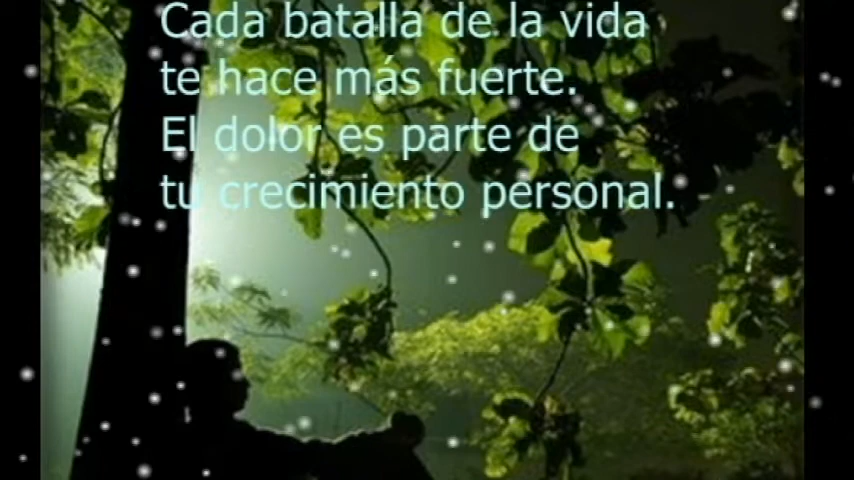 Cada batalla de la vida
te hace más fuerte.
El dolor es parte de
tu crecimiento personal.